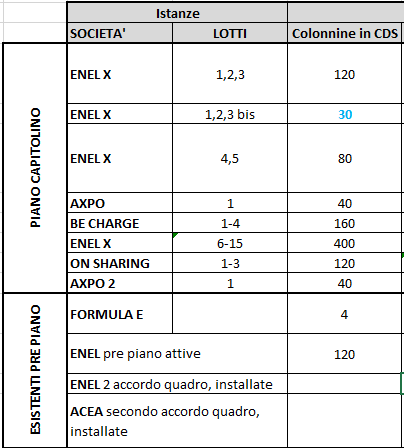 Istanze
SOCIETA' LOTTI Colonnine in CDS
PIANO CAPITOLINO
ENEL X 1,2,3 120
ENEL X 1,2,3 bis 30
ENEL X 4,5 80
AXPO 1 40
BE CHARGE 1-4 160
ENEL X 6-15 400
ON SHARING 1-3 120
AXPO 2 1 40
ESISTENTI PRE PIANO
FORMULA E 4
ENEL pre piano attive 120
ENEL 2 accordo quadro, installate
ACEA secondo accordo quadro,
installate